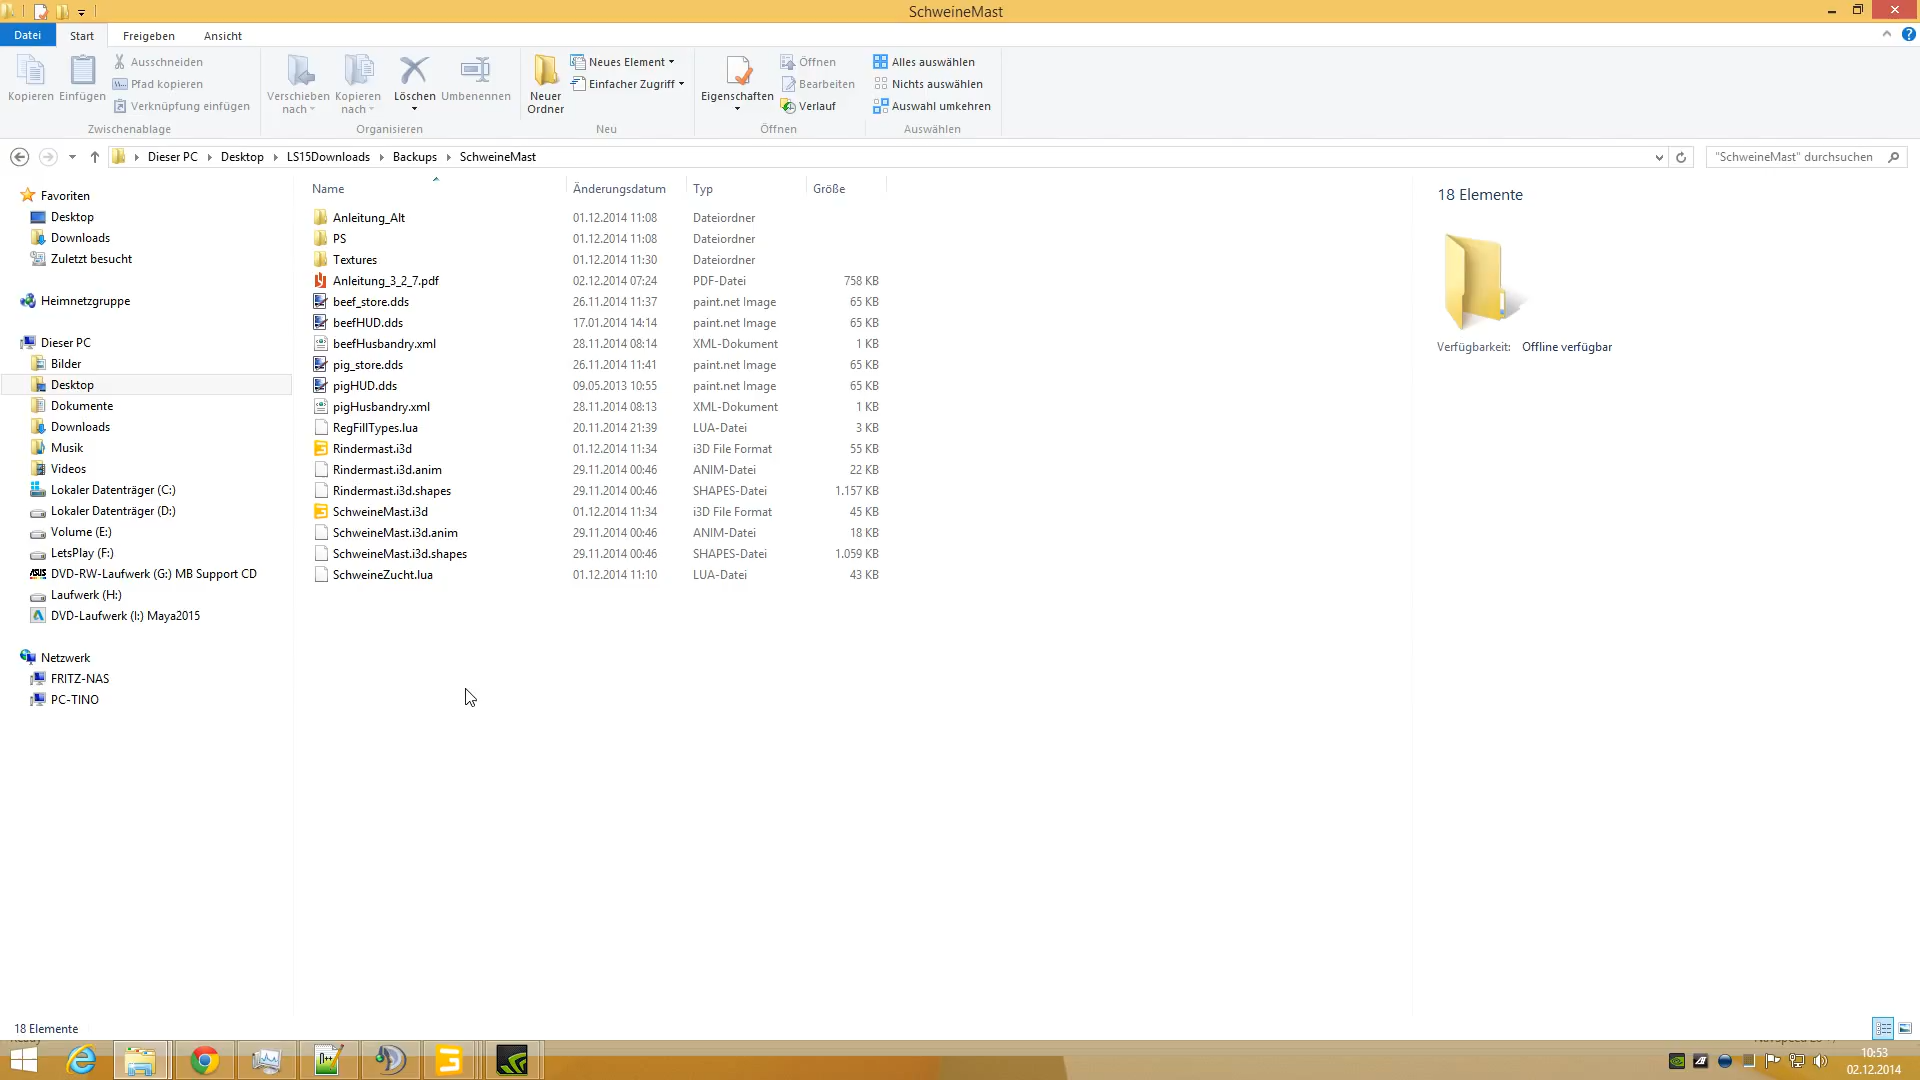 SchweineMast
Datei Start Freigeben Ansicht
Kopieren Einfügen Ausschneiden Pfad kopieren Verknüpfung einfügen
Verschieben nach Kopieren nach Löschen Umbenennen
Neuer Ordner Neues Element Einfacher Zugriff
Eigenschaften Öffnen Bearbeiten Verlauf
Alles auswählen Nichts auswählen Auswahl umkehren
Zwischenablage Organisieren Neu Öffnen Auswählen
Dieser PC Desktop LS15Downloads Backups SchweineMast
"SchweineMast" durchsuchen
Favoriten
Desktop
Downloads
Zuletzt besucht
Heimnetzgruppe
Dieser PC
Bilder
Desktop
Dokumente
Downloads
Musik
Videos
Lokaler Datenträger (C:)
Lokaler Datenträger (D:)
Volume (E:)
LetsPlay (F:)
DVD-RW-Laufwerk (G:) MB Support CD
Laufwerk (H:)
DVD-Laufwerk (I:) Maya2015
Netzwerk
FRITZ-NAS
PC-TINO
Name Änderungsdatum Typ Größe
Anleitung_Alt 01.12.2014 11:08 Dateiordner
PS 01.12.2014 11:08 Dateiordner
Textures 01.12.2014 11:30 Dateiordner
Anleitung_3_2_7.pdf 02.12.2014 07:24 PDF-Datei 758 KB
beef_store.dds 26.11.2014 11:37 paint.net Image 65 KB
beefHUD.dds 17.01.2014 14:14 paint.net Image 65 KB
beefHusbandry.xml 28.11.2014 08:14 XML-Dokument 1 KB
pig_store.dds 26.11.2014 11:41 paint.net Image 65 KB
pigHUD.dds 09.05.2013 10:55 paint.net Image 65 KB
pigHusbandry.xml 28.11.2014 08:13 XML-Dokument 1 KB
RegFillTypes.lua 20.11.2014 21:39 LUA-Datei 3 KB
Rindermast.i3d 01.12.2014 11:34 i3D File Format 55 KB
Rindermast.i3d.anim 29.11.2014 00:46 ANIM-Datei 22 KB
Rindermast.i3d.shapes 29.11.2014 00:46 SHAPES-Datei 1.157 KB
SchweineMast.i3d 01.12.2014 11:34 i3D File Format 45 KB
SchweineMast.i3d.anim 29.11.2014 00:46 ANIM-Datei 18 KB
SchweineMast.i3d.shapes 29.11.2014 00:46 SHAPES-Datei 1.059 KB
SchweineZucht.lua 01.12.2014 11:10 LUA-Datei 43 KB
18 Elemente
Verfügbarkeit: Offline verfügbar
18 Elemente
10:53
02.12.2014